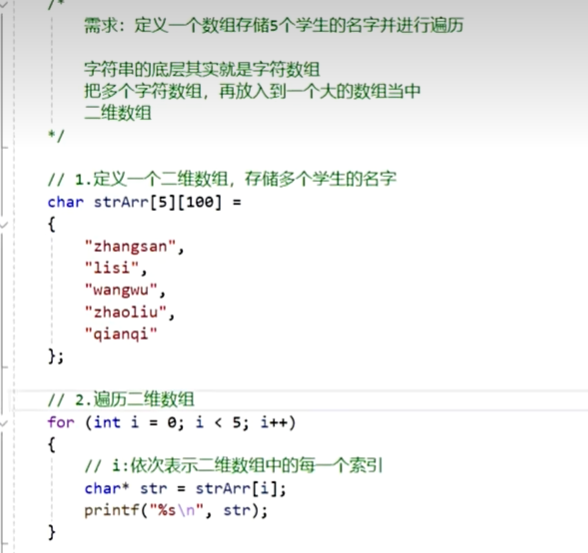 /*
需求：定义一个数组存储5个学生的名字并进行遍历
字符串的底层其实就是字符数组
把多个字符数组，再放入到一个大的数组当中
二维数组
*/
// 1.定义一个二维数组，存储多个学生的名字
char strArr[5][100] =
{
"zhangsan",
"lisi",
"wangwu",
"zhaoliu",
"qianqi"
};
// 2.遍历二维数组
for (int i = 0; i < 5; i++)
{
// i:依次表示二维数组中的每一个索引
char* str = strArr[i];
printf("%s\n", str);
}